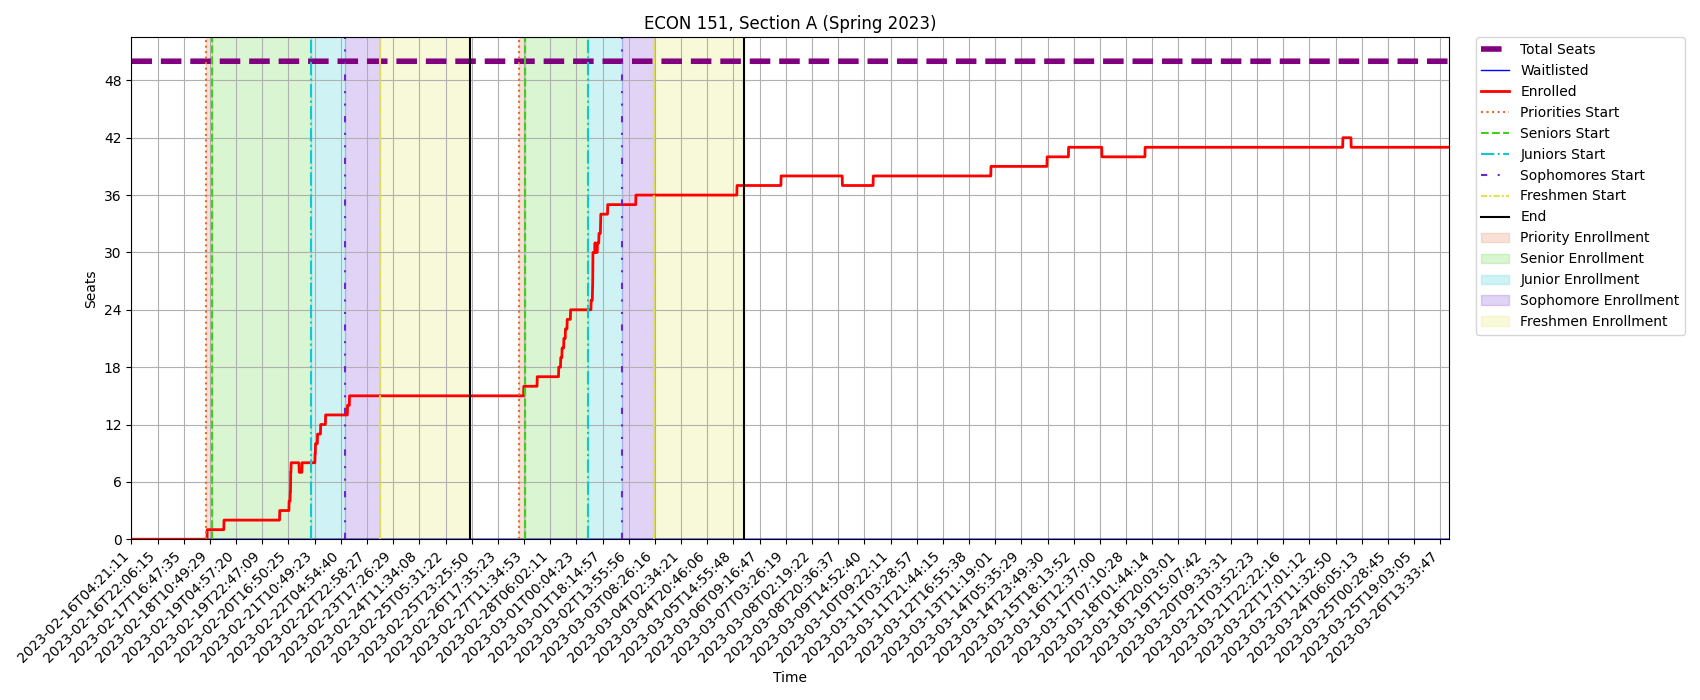 ECON 151, Section A (Spring 2023)
Seats
48
42
36
30
24
18
12
6
0
2023-02-16T04:21:11
2023-02-16T22:06:15
2023-02-17T16:47:35
2023-02-18T10:49:29
2023-02-19T04:57:20
2023-02-19T22:47:09
2023-02-20T16:50:25
2023-02-21T10:49:23
2023-02-22T04:54:40
2023-02-22T22:58:27
2023-02-23T17:26:29
2023-02-24T11:34:08
2023-02-25T05:31:22
2023-02-25T23:25:50
2023-02-26T17:35:23
2023-02-27T11:34:53
2023-02-28T06:02:11
2023-03-01T00:04:23
2023-03-01T18:14:57
2023-03-02T13:55:56
2023-03-03T08:26:16
2023-03-04T02:34:21
2023-03-04T20:46:06
2023-03-05T14:55:48
2023-03-06T09:16:47
2023-03-07T03:26:19
2023-03-08T02:19:22
2023-03-08T20:36:37
2023-03-09T14:52:40
2023-03-10T09:22:11
2023-03-11T03:28:57
2023-03-11T21:44:15
2023-03-12T16:55:38
2023-03-13T11:19:01
2023-03-14T05:35:29
2023-03-14T23:49:30
2023-03-15T18:13:52
2023-03-16T12:37:00
2023-03-17T07:10:28
2023-03-18T01:44:14
2023-03-18T20:03:01
2023-03-19T15:07:42
2023-03-20T09:33:31
2023-03-21T03:52:23
2023-03-21T22:22:16
2023-03-22T17:01:12
2023-03-23T11:32:50
2023-03-24T06:05:13
2023-03-25T00:28:45
2023-03-25T19:03:05
2023-03-26T13:33:47
Time
Total Seats
Waitlisted
Enrolled
Priorities Start
Seniors Start
Juniors Start
Sophomores Start
Freshmen Start
End
Priority Enrollment
Senior Enrollment
Junior Enrollment
Sophomore Enrollment
Freshmen Enrollment